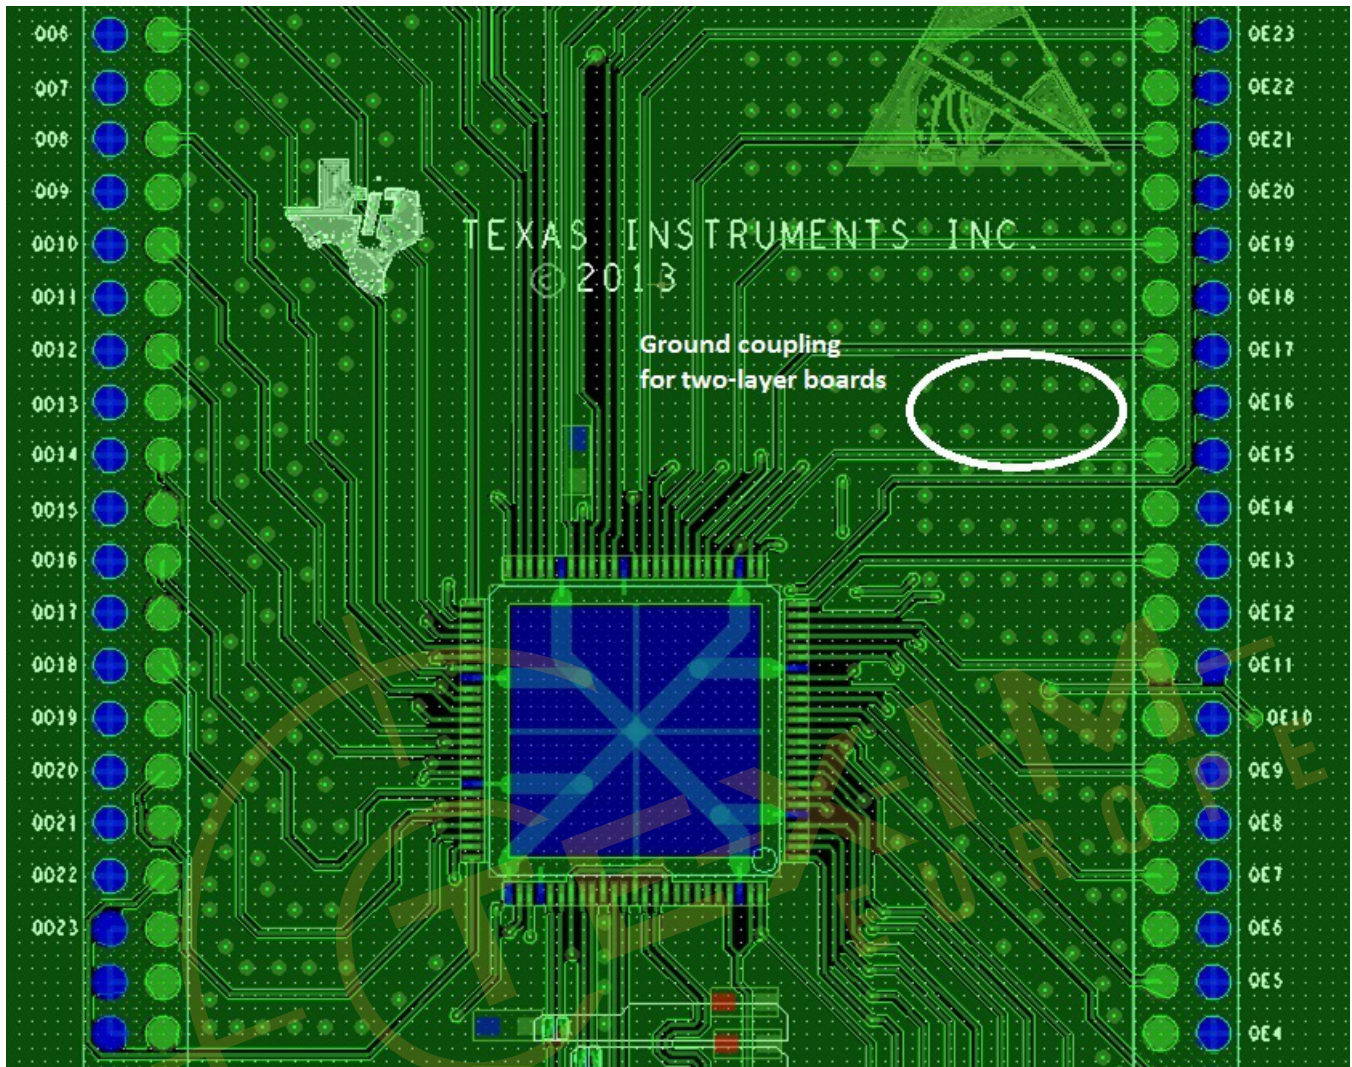 006
007
008
009
0010
0011
0012
0013
0014
0015
0016
0017
0018
0019
0020
0021
0022
0023
TEXAS INSTRUMENTS INC.
©2013
Ground coupling
for two-layer boards
OE23
OE22
OE21
OE20
OE19
OE18
OE17
OE16
OE15
OE14
OE13
OE12
OE11
OE10
OE9
OE8
OE7
OE6
OE5
OE4
TEXIM
EUROPE